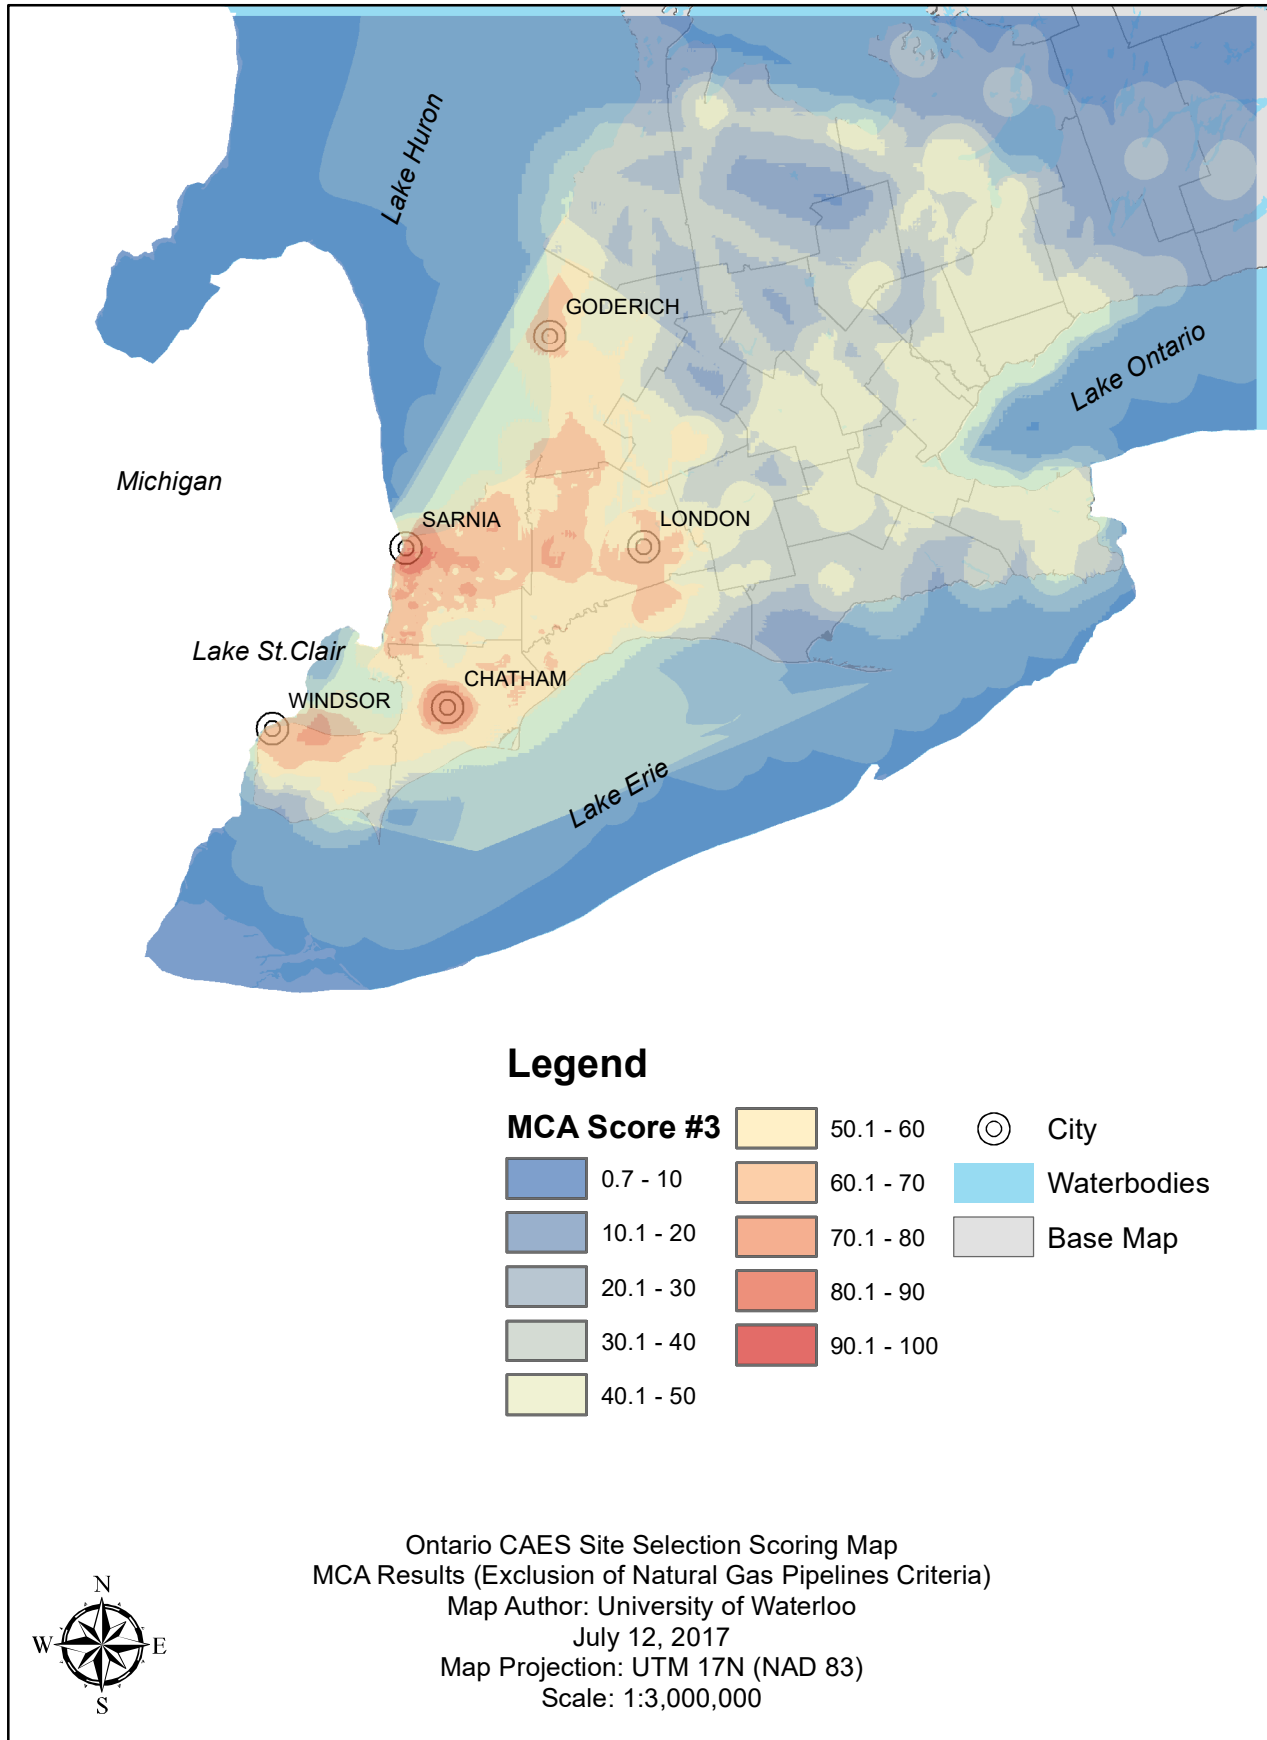 Lake Huron
GODERICH
Lake Ontario
Michigan
SARNIA
LONDON
Lake St.Clair
CHATHAM
WINDSOR
Lake Erie
Legend
MCA Score #3
0.7 - 10
10.1 - 20
20.1 - 30
30.1 - 40
40.1 - 50
50.1 - 60
60.1 - 70
70.1 - 80
80.1 - 90
90.1 - 100
City
Waterbodies
Base Map
Ontario CAES Site Selection Scoring Map
MCA Results (Exclusion of Natural Gas Pipelines Criteria)
Map Author: University of Waterloo
July 12, 2017
Map Projection: UTM 17N (NAD 83)
Scale: 1:3,000,000
N
W
E
S